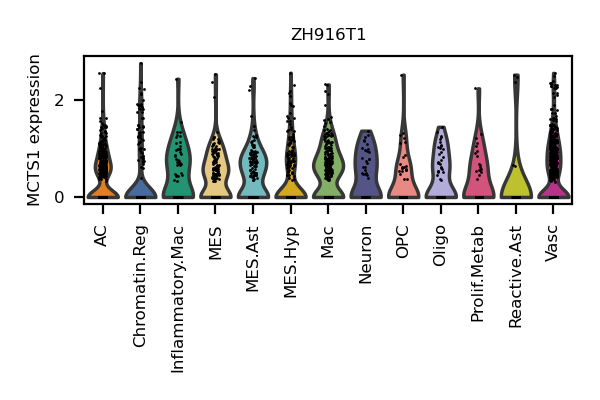 ZH916T1
MCTS1 expression
2
0
AC
Chromatin.Reg
Inflammatory.Mac
MES
MES.Ast
MES.Hyp
Mac
Neuron
OPC
Oligo
Prolif.Metab
Reactive.Ast
Vasc